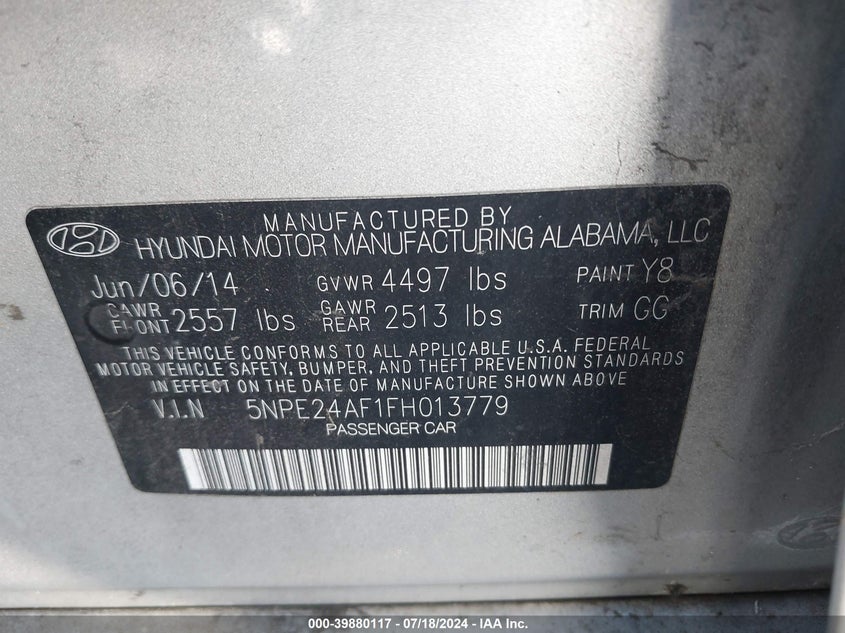 MANUFACTURED BY
HYUNDAI MOTOR MANUFACTURING ALABAMA, LLC
Jun/06/14 GVWR 4497 lbs PAINT Y8
GAWR FRONT 2557 lbs GAWR REAR 2513 lbs TRIM GG
THIS VEHICLE CONFORMS TO ALL APPLICABLE U.S.A. FEDERAL
MOTOR VEHICLE SAFETY, BUMPER, AND THEFT PREVENTION STANDARDS
IN EFFECT ON THE DATE OF MANUFACTURE SHOWN ABOVE
V.I.N 5NPE24AF1FH013779
PASSENGER CAR
000-39880117 - 07/18/2024 - IAA Inc.